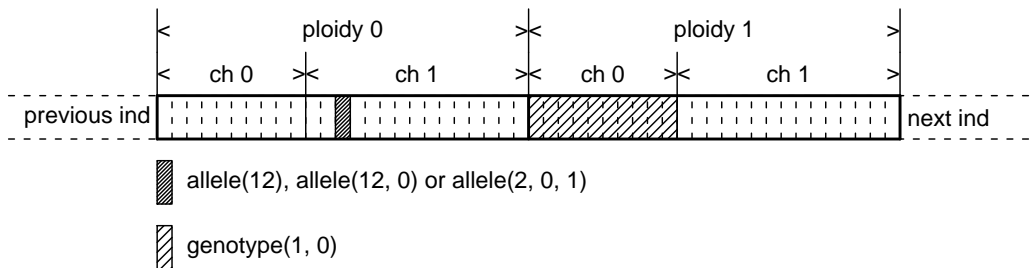 < ploidy 0 >< ploidy 1 >
< ch 0 >< ch 1 >< ch 0 >< ch 1 >
previous ind next ind
allele(12), allele(12, 0) or allele(2, 0, 1)
genotype(1, 0)